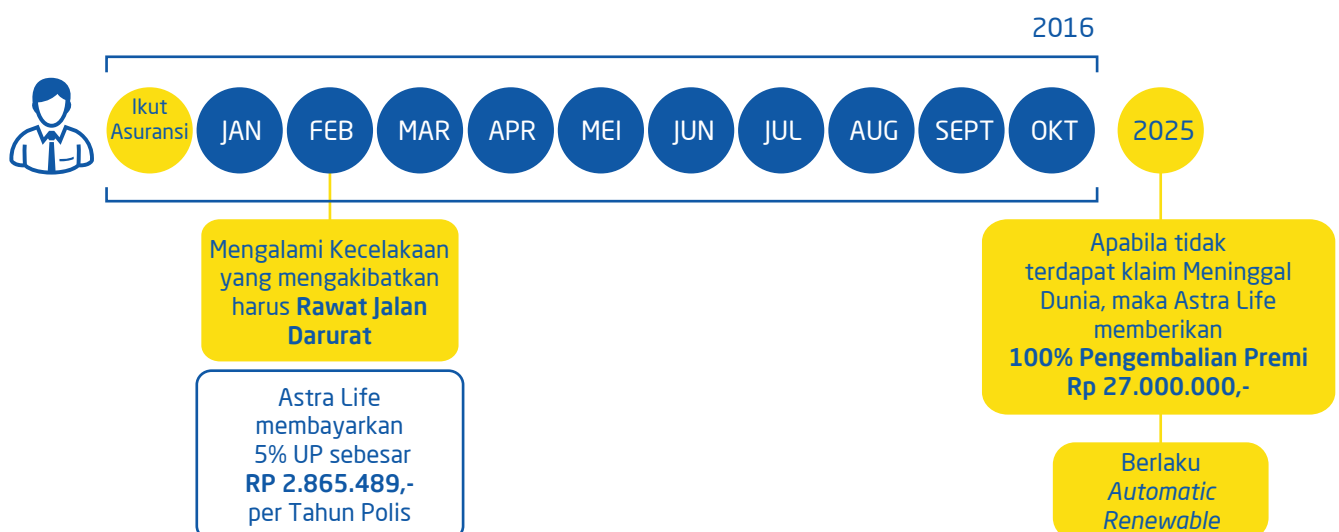 2016
Ikut
Asuransi
JAN
FEB
MAR
APR
MEI
JUN
JUL
AUG
SEPT
OKT
2025
Mengalami Kecelakaan
yang mengakibatkan
harus Rawat Jalan
Darurat
Astra Life
membayarkan
5% UP sebesar
RP 2.865.489,-
per Tahun Polis
Apabila tidak
terdapat klaim Meninggal
Dunia, maka Astra Life
memberikan
100% Pengembalian Premi
Rp 27.000.000,-
Berlaku
Automatic
Renewable